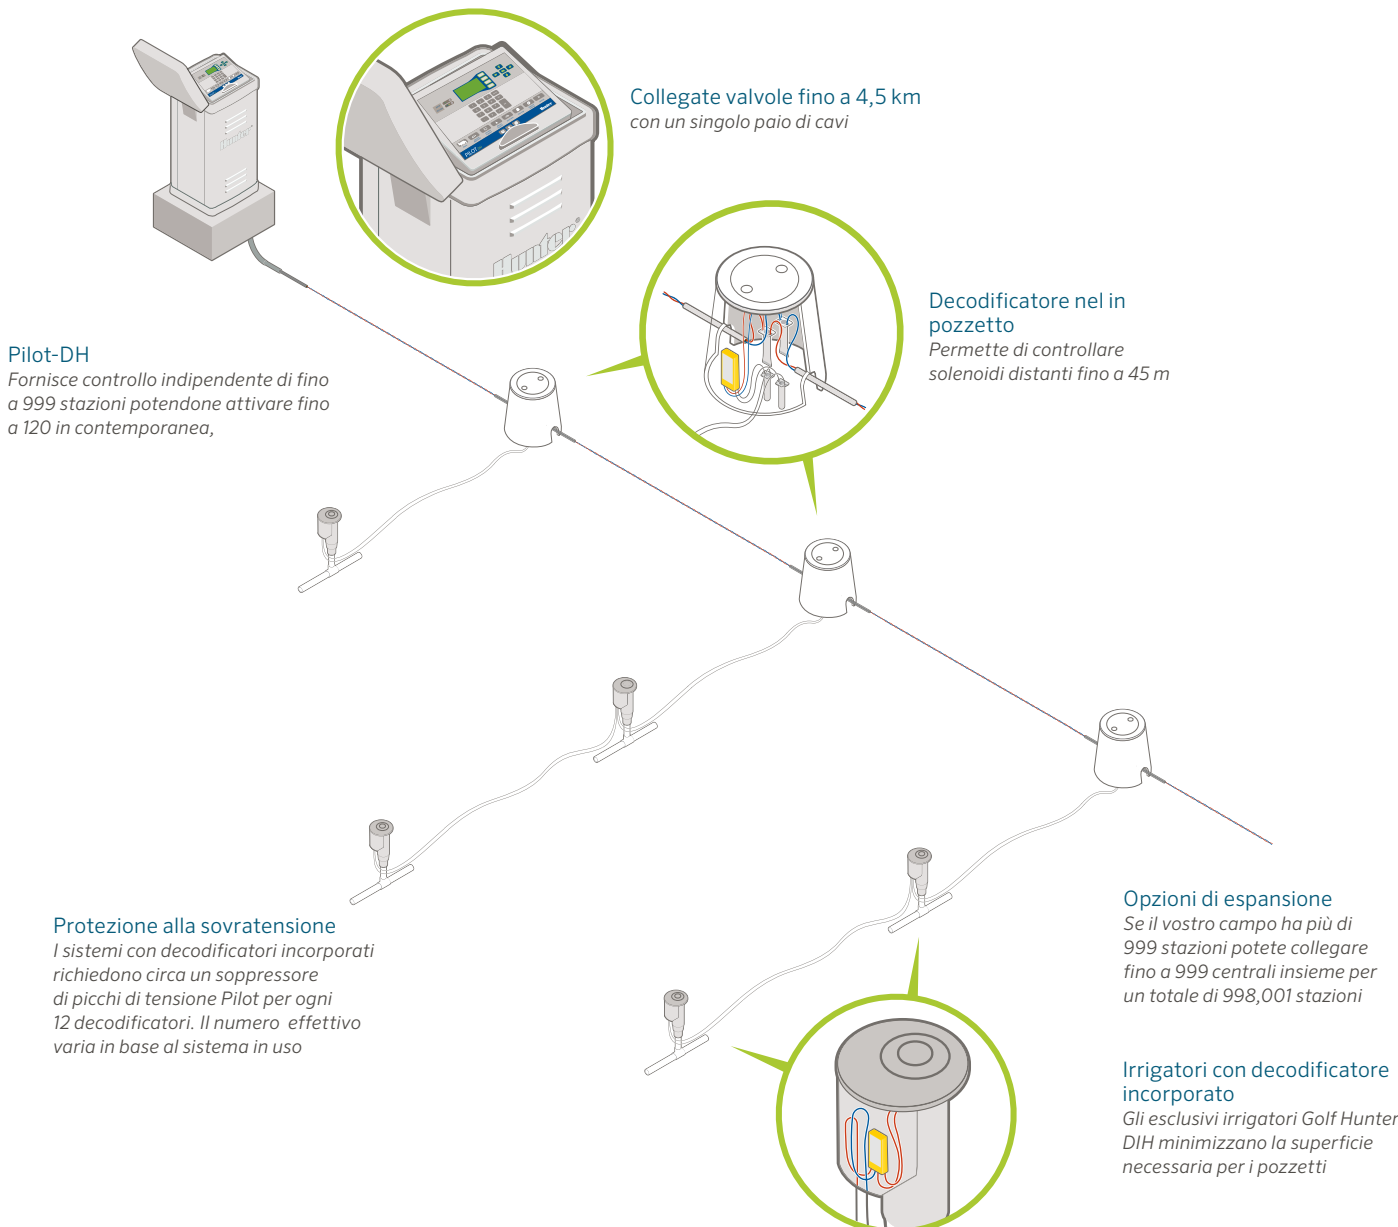 Collegate valvole fino a 4,5 km
con un singolo paio di cavi
PILOT
Hunter
Decodificatore nel in
pozzetto
Permette di controllare
solenoidi distanti fino a 45 m
Pilot-DH
Fornisce controllo indipendente di fino
a 999 stazioni potendone attivare fino
a 120 in contemporanea,
Protezione alla sovratensione
I sistemi con decodificatori incorporati
richiedono circa un soppressore
di picchi di tensione Pilot per ogni
12 decodificatori. Il numero  effettivo
varia in base al sistema in uso
Opzioni di espansione
Se il vostro campo ha più di
999 stazioni potete collegare
fino a 999 centrali insieme per
un totale di 998,001 stazioni
Irrigatori con decodificatore
incorporato
Gli esclusivi irrigatori Golf Hunter
DIH minimizzano la superficie
necessaria per i pozzetti